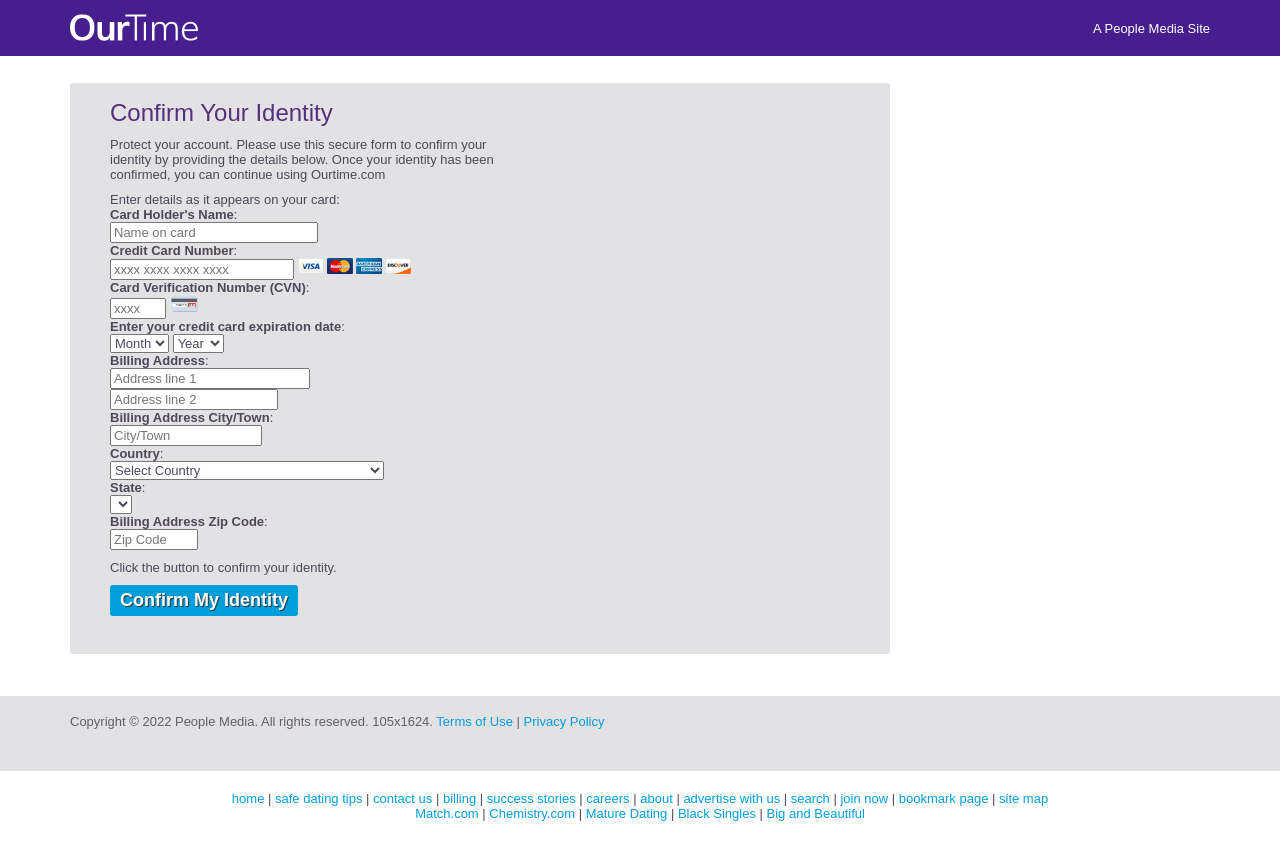 OurTime
A People Media Site
Confirm Your Identity
Protect your account. Please use this secure form to confirm your
identity by providing the details below. Once your identity has been
confirmed, you can continue using Ourtime.com
Enter details as it appears on your card:
Card Holder's Name:
Name on card
Credit Card Number:
xxxx xxxx xxxx xxxx VISA MasterCard AMERICAN EXPRESS DISCOVER
Card Verification Number (CVN):
xxxx
Enter your credit card expiration date:
Month Year
Billing Address:
Address line 1
Address line 2
Billing Address City/Town:
City/Town
Country:
Select Country
State:
Billing Address Zip Code:
Zip Code
Click the button to confirm your identity.
Confirm My Identity
Copyright © 2022 People Media. All rights reserved. 105x1624. Terms of Use | Privacy Policy
home | safe dating tips | contact us | billing | success stories | careers | about | advertise with us | search | join now | bookmark page | site map
Match.com | Chemistry.com | Mature Dating | Black Singles | Big and Beautiful